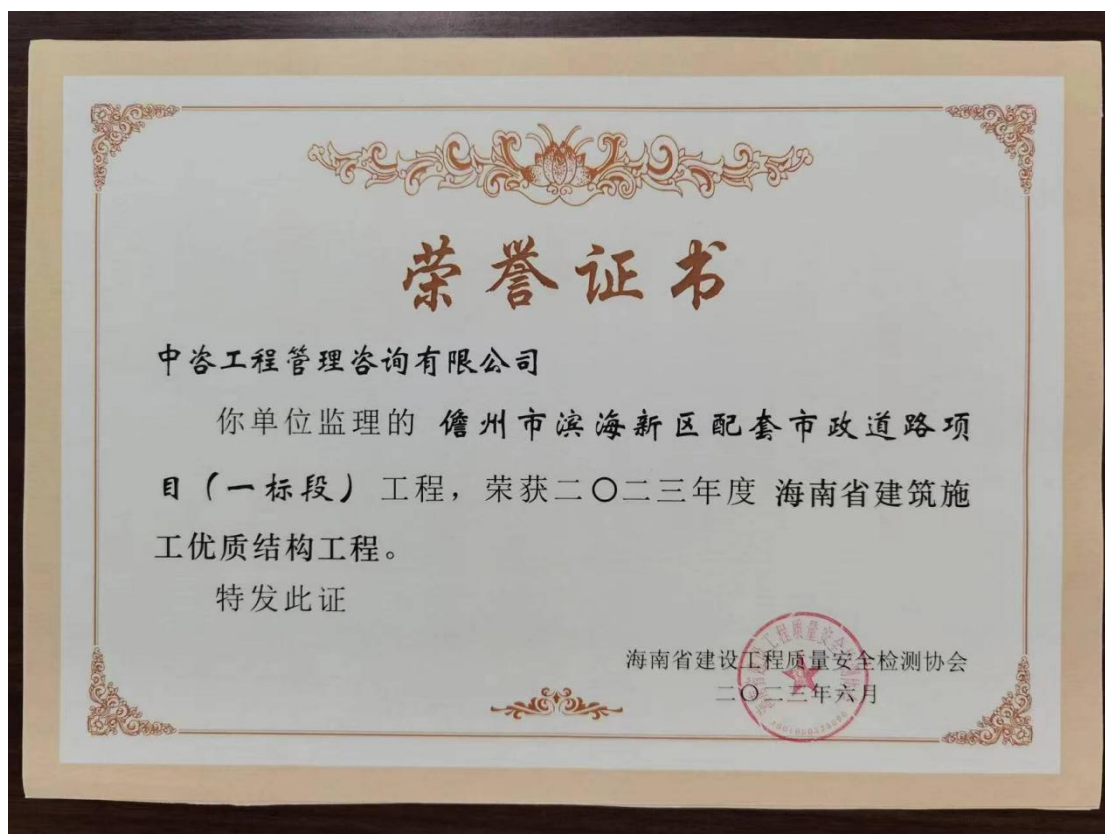 荣誉证书
中咨工程管理咨询有限公司
你单位监理的 儋州市滨海新区配套市政道路项
目(一标段)工程,荣获二〇二三年度 海南省建筑施
工优质结构工程。
特发此证
海南省建设工程质量安全检测协会
二〇二三年六月